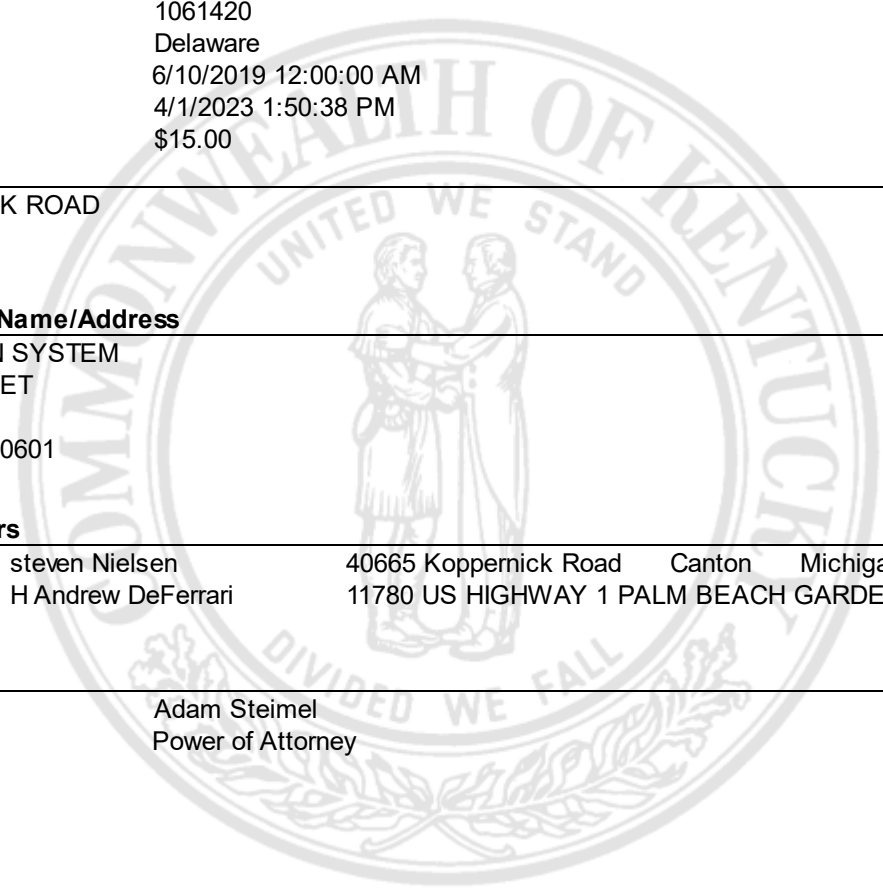 1061420
Delaware
6/10/2019 12:00:00 AM
4/1/2023 1:50:38 PM
$15.00
K ROAD
Name/Address
N SYSTEM
ET
0601
rs
steven Nielsen 40665 Koppernick Road Canton Michiga
H Andrew DeFerrari 11780 US HIGHWAY 1 PALM BEACH GARDE
Adam Steimel
Power of Attorney
COMMONWEALTH OF KENTUCKY
UNITED WE STAND
DIVIDED WE FALL